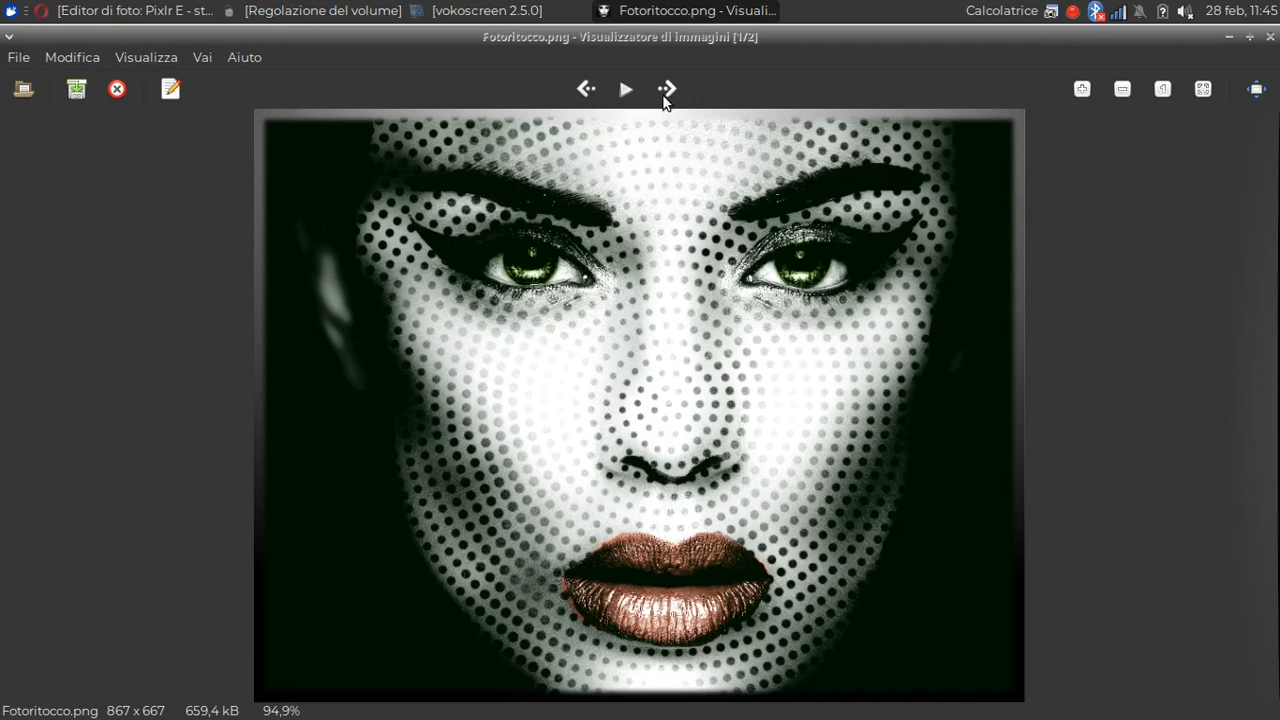 [Editor di foto: Pixlr E - st... [Regolazione del volume] [vokoscreen 2.5.0] Fotoritocco.png - Visuali... Calcolatrice 28 feb, 11:45
Fotoritocco.png - Visualizzatore di immagini [1/2]
File Modifica Visualizza Vai Aiuto
Fotoritocco.png 867 x 667 659,4 kB 94,9%